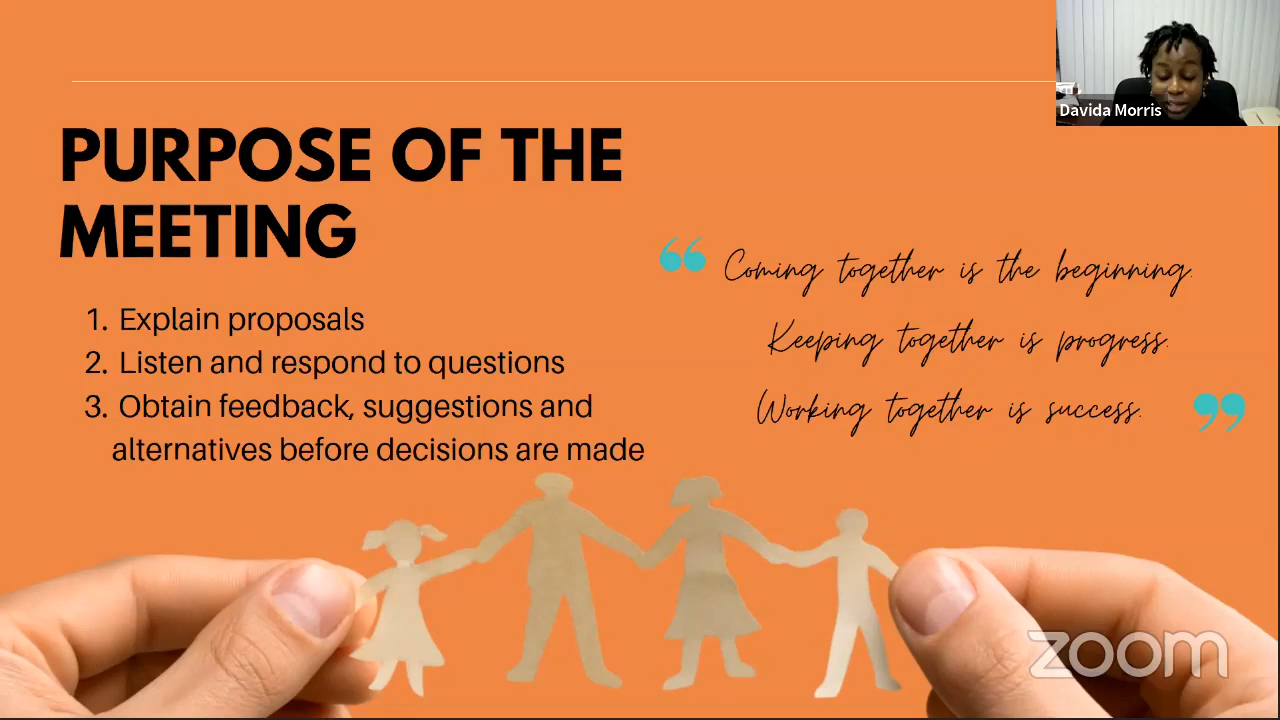 Davida Morris
PURPOSE OF THE
MEETING
1. Explain proposals
2. Listen and respond to questions
3. Obtain feedback, suggestions and
alternatives before decisions are made
“ Coming together is the beginning.
Keeping together is progress.
Working together is success. ”
zoom